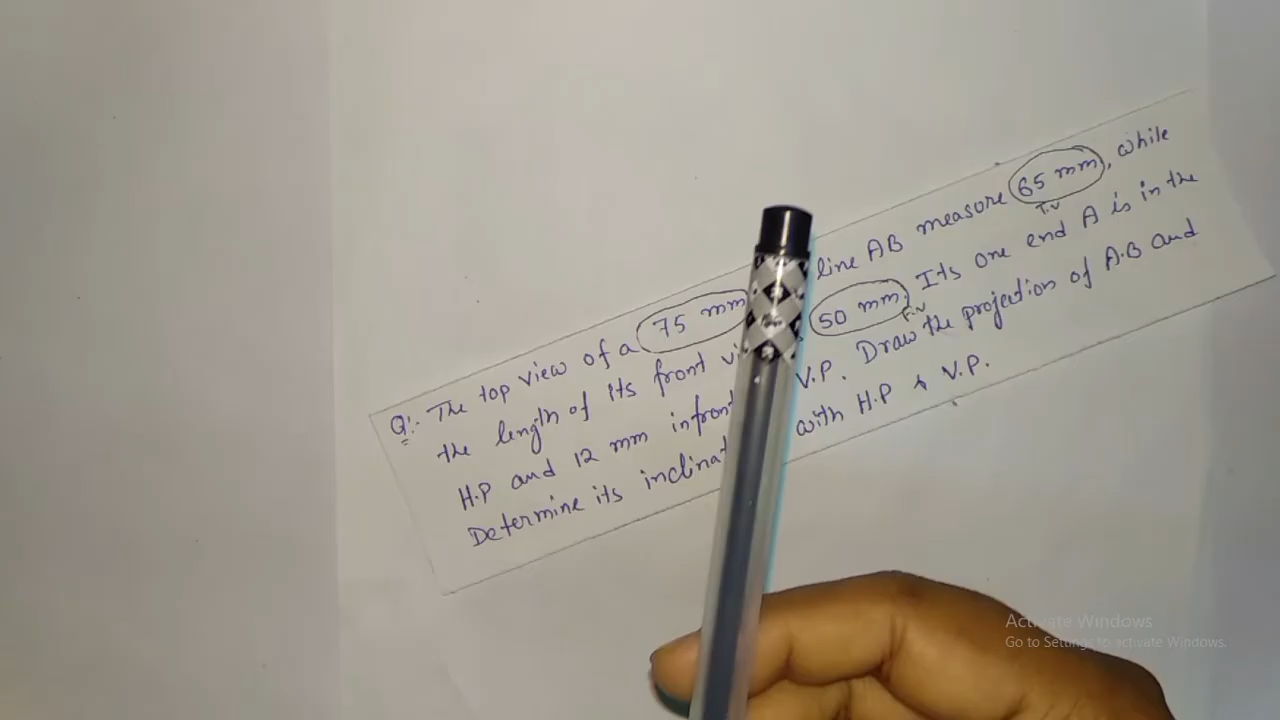 Q:- The top view of a 75 mm line AB measure 65 mm, while
T.V
the length of its front 50 mm. Its one end A is in the
F.V
H.P and 12 mm infront V.P. Draw the projection of A.B and
Determine its with H.P & V.P.
Activate Windows
Go to Settings to activate Windows.